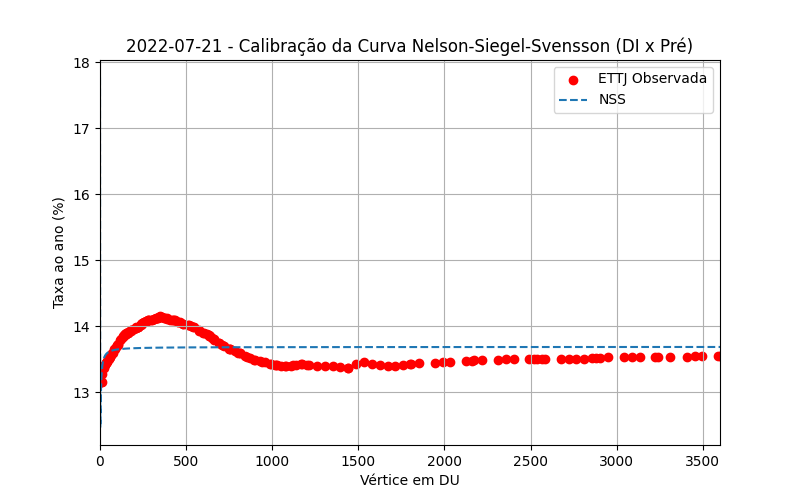 2022-07-21 - Calibração da Curva Nelson-Siegel-Svensson (DI x Pré)
ETTJ Observada
NSS
Taxa ao ano (%)
18
17
16
15
14
13
0 500 1000 1500 2000 2500 3000 3500
Vértice em DU